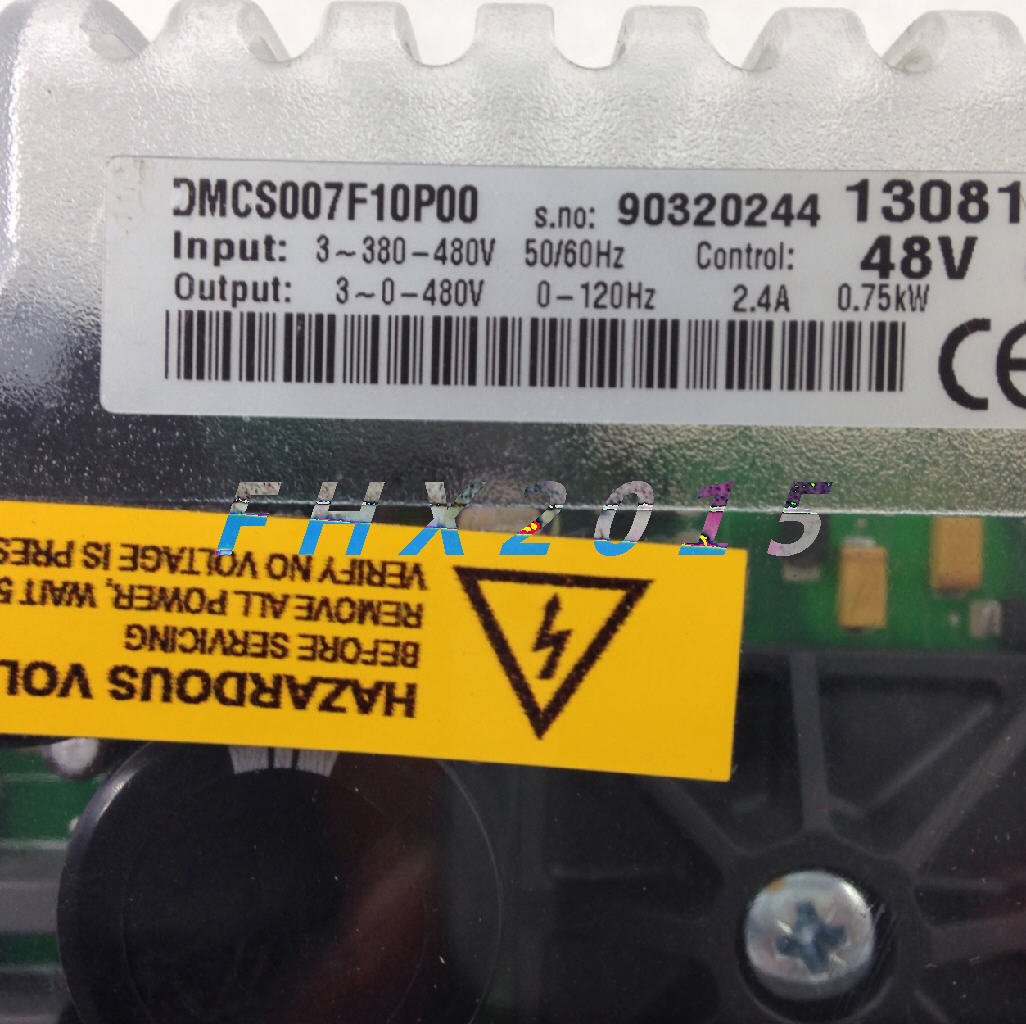 DMCS007F10P00 s.no: 90320244 13081
Input: 3~380-480V 50/60Hz Control: 48V
Output: 3~0-480V 0-120Hz 2.4A 0.75kW
CE
FHX2015
HAZARDOUS VOL
BEFORE SERVICING
REMOVE ALL POWER, WAIT 5
VERIFY NO VOLTAGE IS PRES